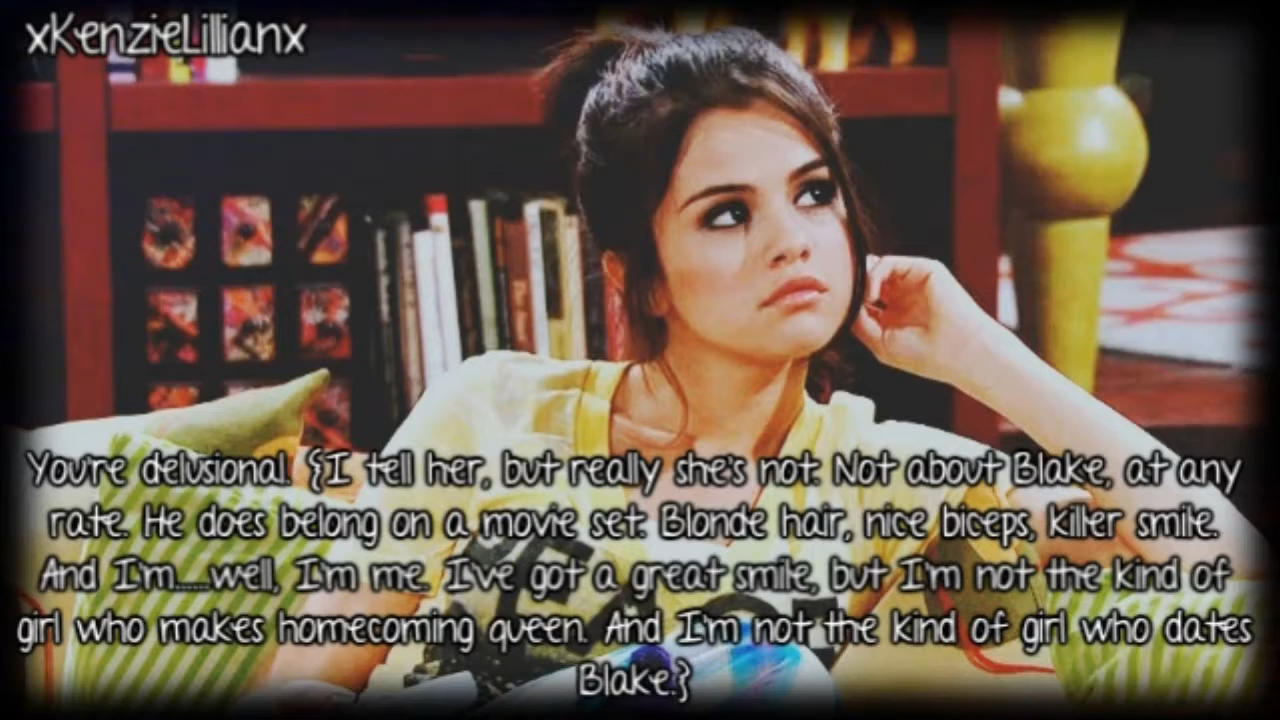 xKenzieLillianx
You're delusional. {I tell her, but really she's not. Not about Blake, at any
rate. He does belong on a movie set. Blonde hair, nice biceps, killer smile.
And I'm......well, I'm me. I've got a great smile, but I'm not the kind of
girl who makes homecoming queen. And I'm not the kind of girl who dates
Blake.}